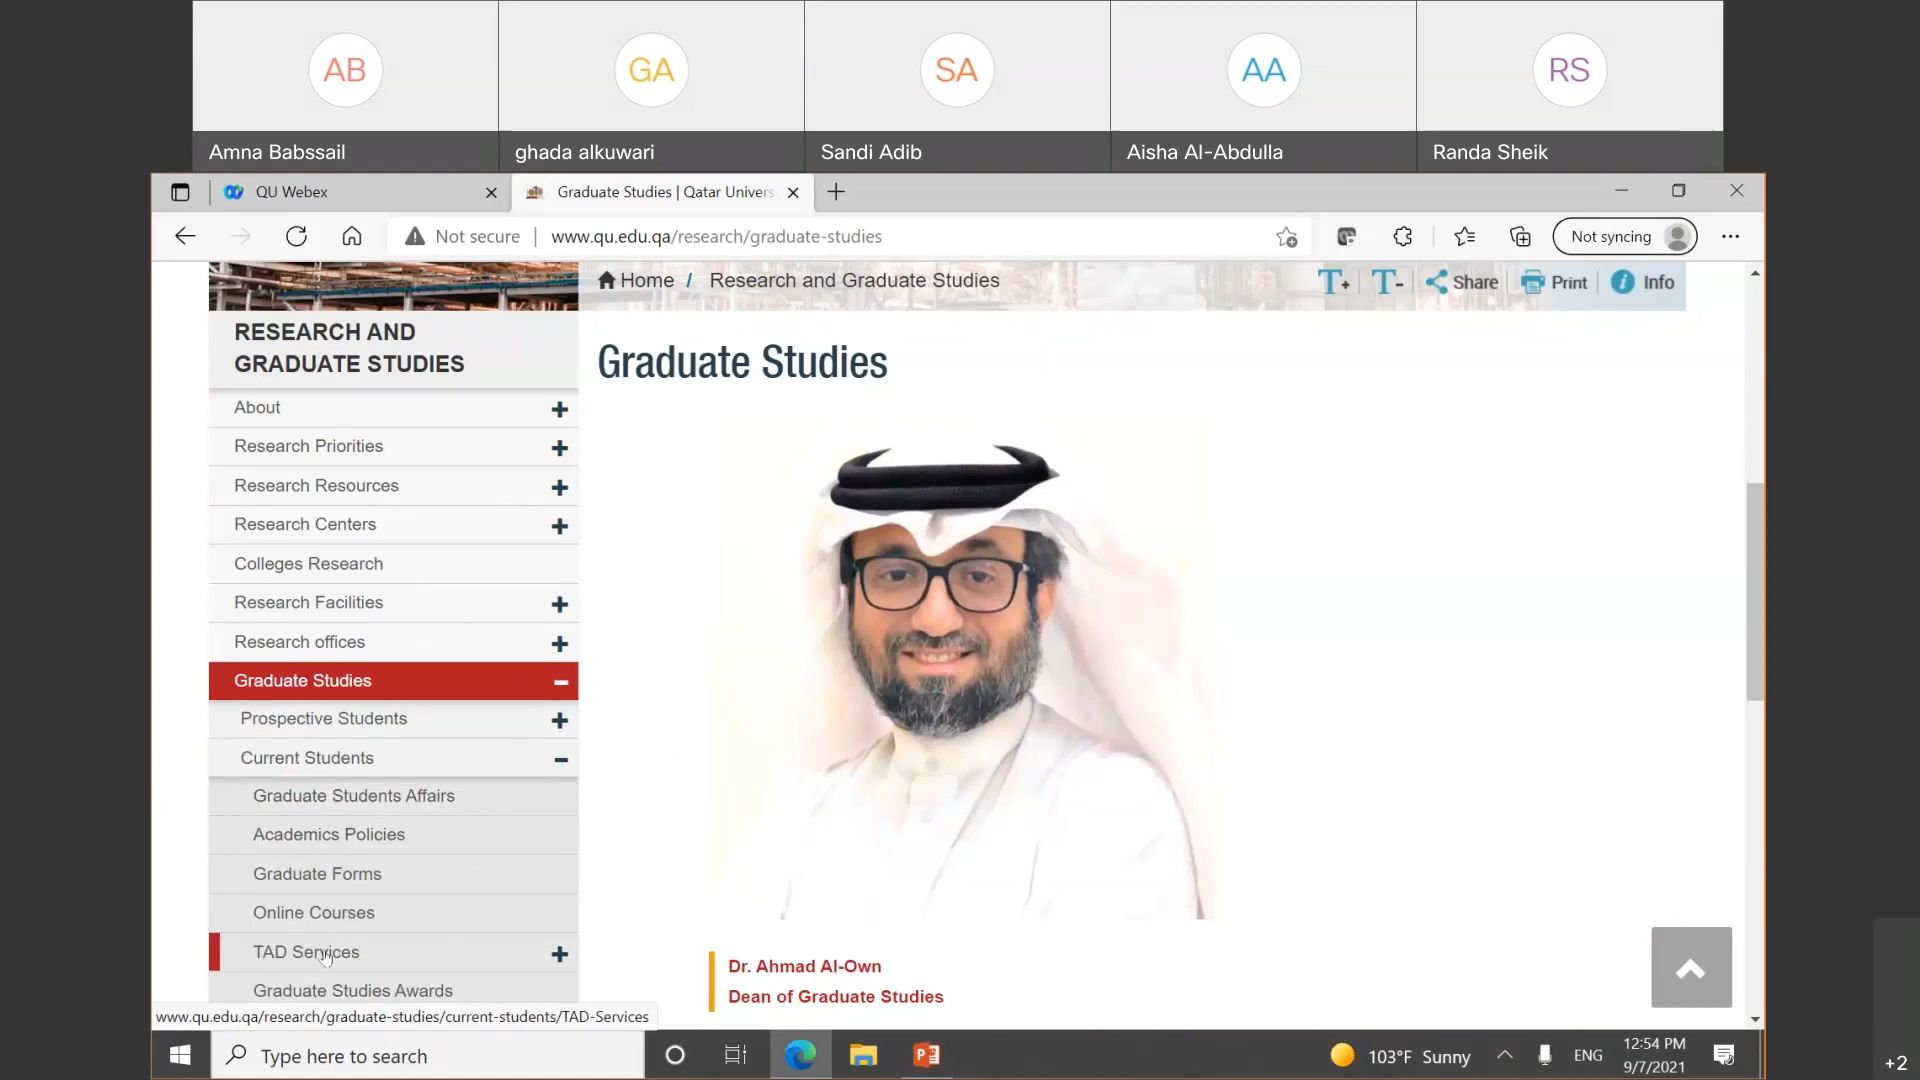 AB
GA
SA
AA
RS
Amna Babssail
ghada alkuwari
Sandi Adib
Aisha Al-Abdulla
Randa Sheik
QU Webex
Graduate Studies | Qatar Univers
Not secure
www.qu.edu.qa/research/graduate-studies
Not syncing
Home / Research and Graduate Studies
T+
T-
Share
Print
Info
RESEARCH AND
GRADUATE STUDIES
Graduate Studies
About
Research Priorities
Research Resources
Research Centers
Colleges Research
Research Facilities
Research offices
Graduate Studies
Prospective Students
Current Students
Graduate Students Affairs
Academics Policies
Graduate Forms
Online Courses
TAD Services
Graduate Studies Awards
Dr. Ahmad Al-Own
Dean of Graduate Studies
www.qu.edu.qa/research/graduate-studies/current-students/TAD-Services
Type here to search
103°F Sunny
ENG
12:54 PM
9/7/2021
+2